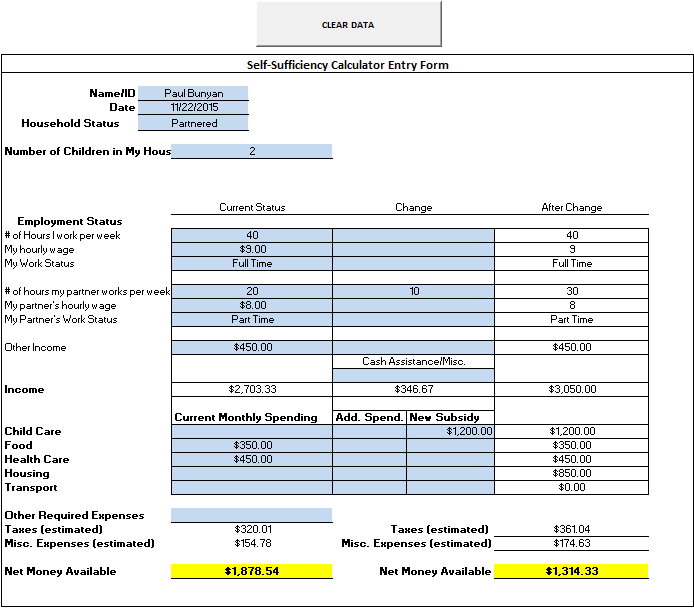 CLEAR DATA
Self-Sufficiency Calculator Entry Form
Name/ID Paul Bunyan
Date 11/22/2015
Household Status Partnered
Number of Children in My Hous 2
Current Status Change After Change
Employment Status
# of Hours I work per week 40 40
My hourly wage $9.00 9
My Work Status Full Time Full Time
# of hours my partner works per week 20 10 30
My partner's hourly wage $8.00 8
My Partner's Work Status Part Time Part Time
Other Income $450.00 $450.00
Cash Assistance/Misc.
Income $2,703.33 $346.67 $3,050.00
Current Monthly Spending Add. Spend. New Subsidy
Child Care $1,200.00 $1,200.00
Food $350.00 $350.00
Health Care $450.00 $450.00
Housing $850.00
Transport $0.00
Other Required Expenses
Taxes (estimated) $320.01 Taxes (estimated) $361.04
Misc. Expenses (estimated) $154.78 Misc. Expenses (estimated) $174.63
Net Money Available $1,878.54 Net Money Available $1,314.33